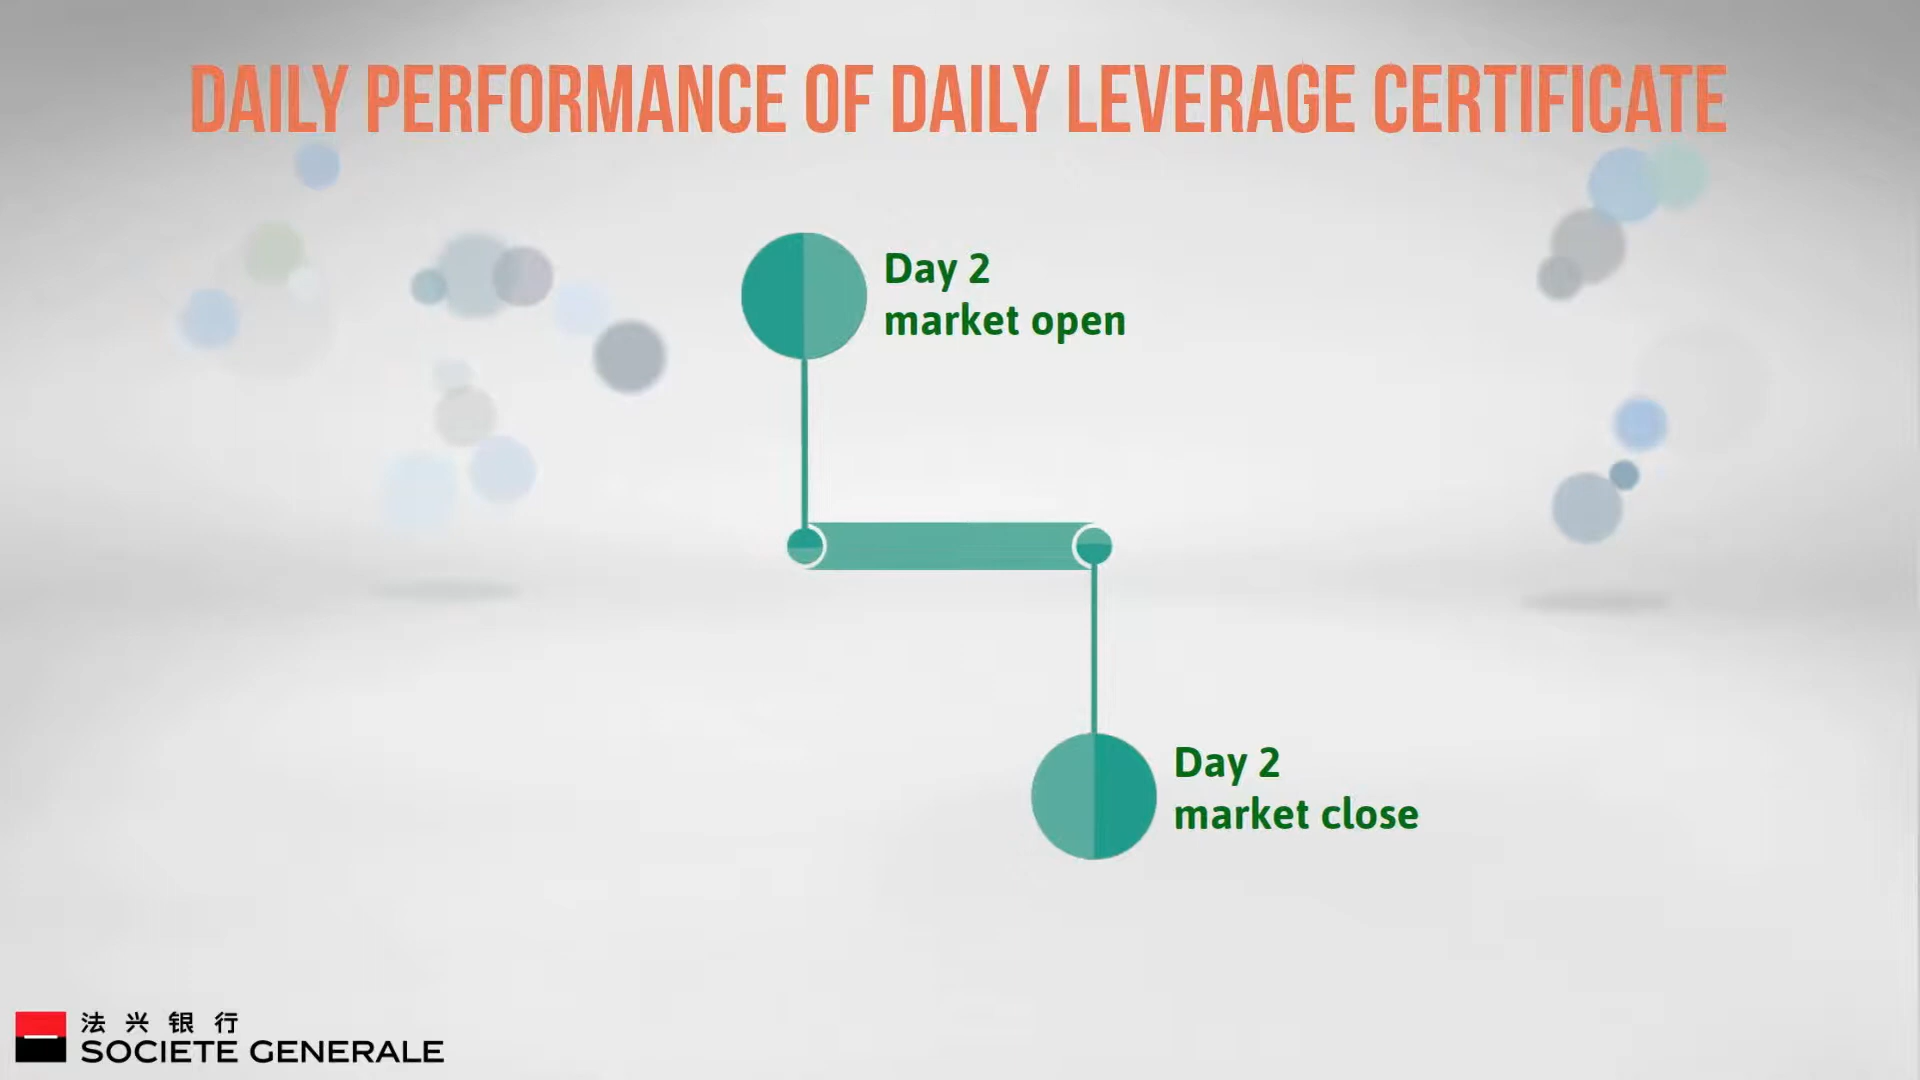 DAILY PERFORMANCE OF DAILY LEVERAGE CERTIFICATE
Day 2
market open
Day 2
market close
法兴银行
SOCIETE GENERALE